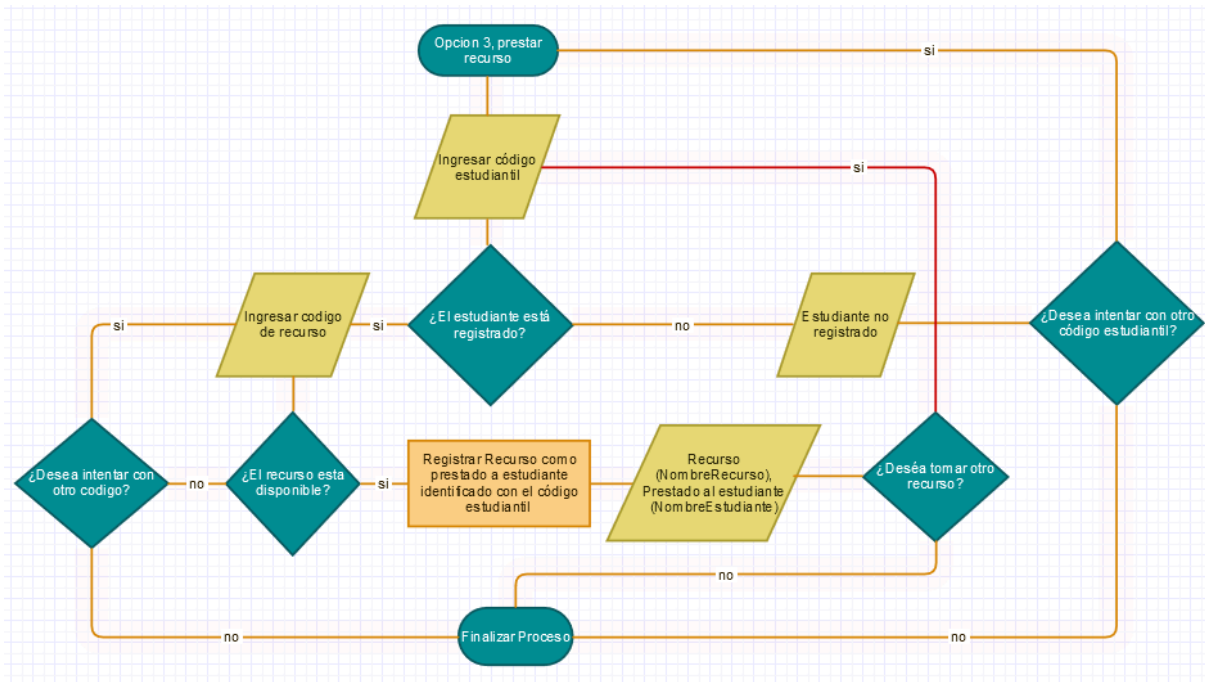 Opcion 3, prestar
recurso
si
Ingresar código
estudiantil
si
Ingresar codigo
de recurso
si
si
¿El estudiante está
registrado?
no
Estudiante no
registrado
¿Desea intentar con otro
código estudiantil?
¿Desea intentar con
otro codigo?
no
¿El recurso esta
disponible?
si
Registrar Recurso como
prestado a estudiante
identificado con el código
estudiantil
Recurso
(NombreRecurso),
Prestado al estudiante
(NombreEstudiante)
¿Deséa tomar otro
recurso?
no
no
Finalizar Proceso
no